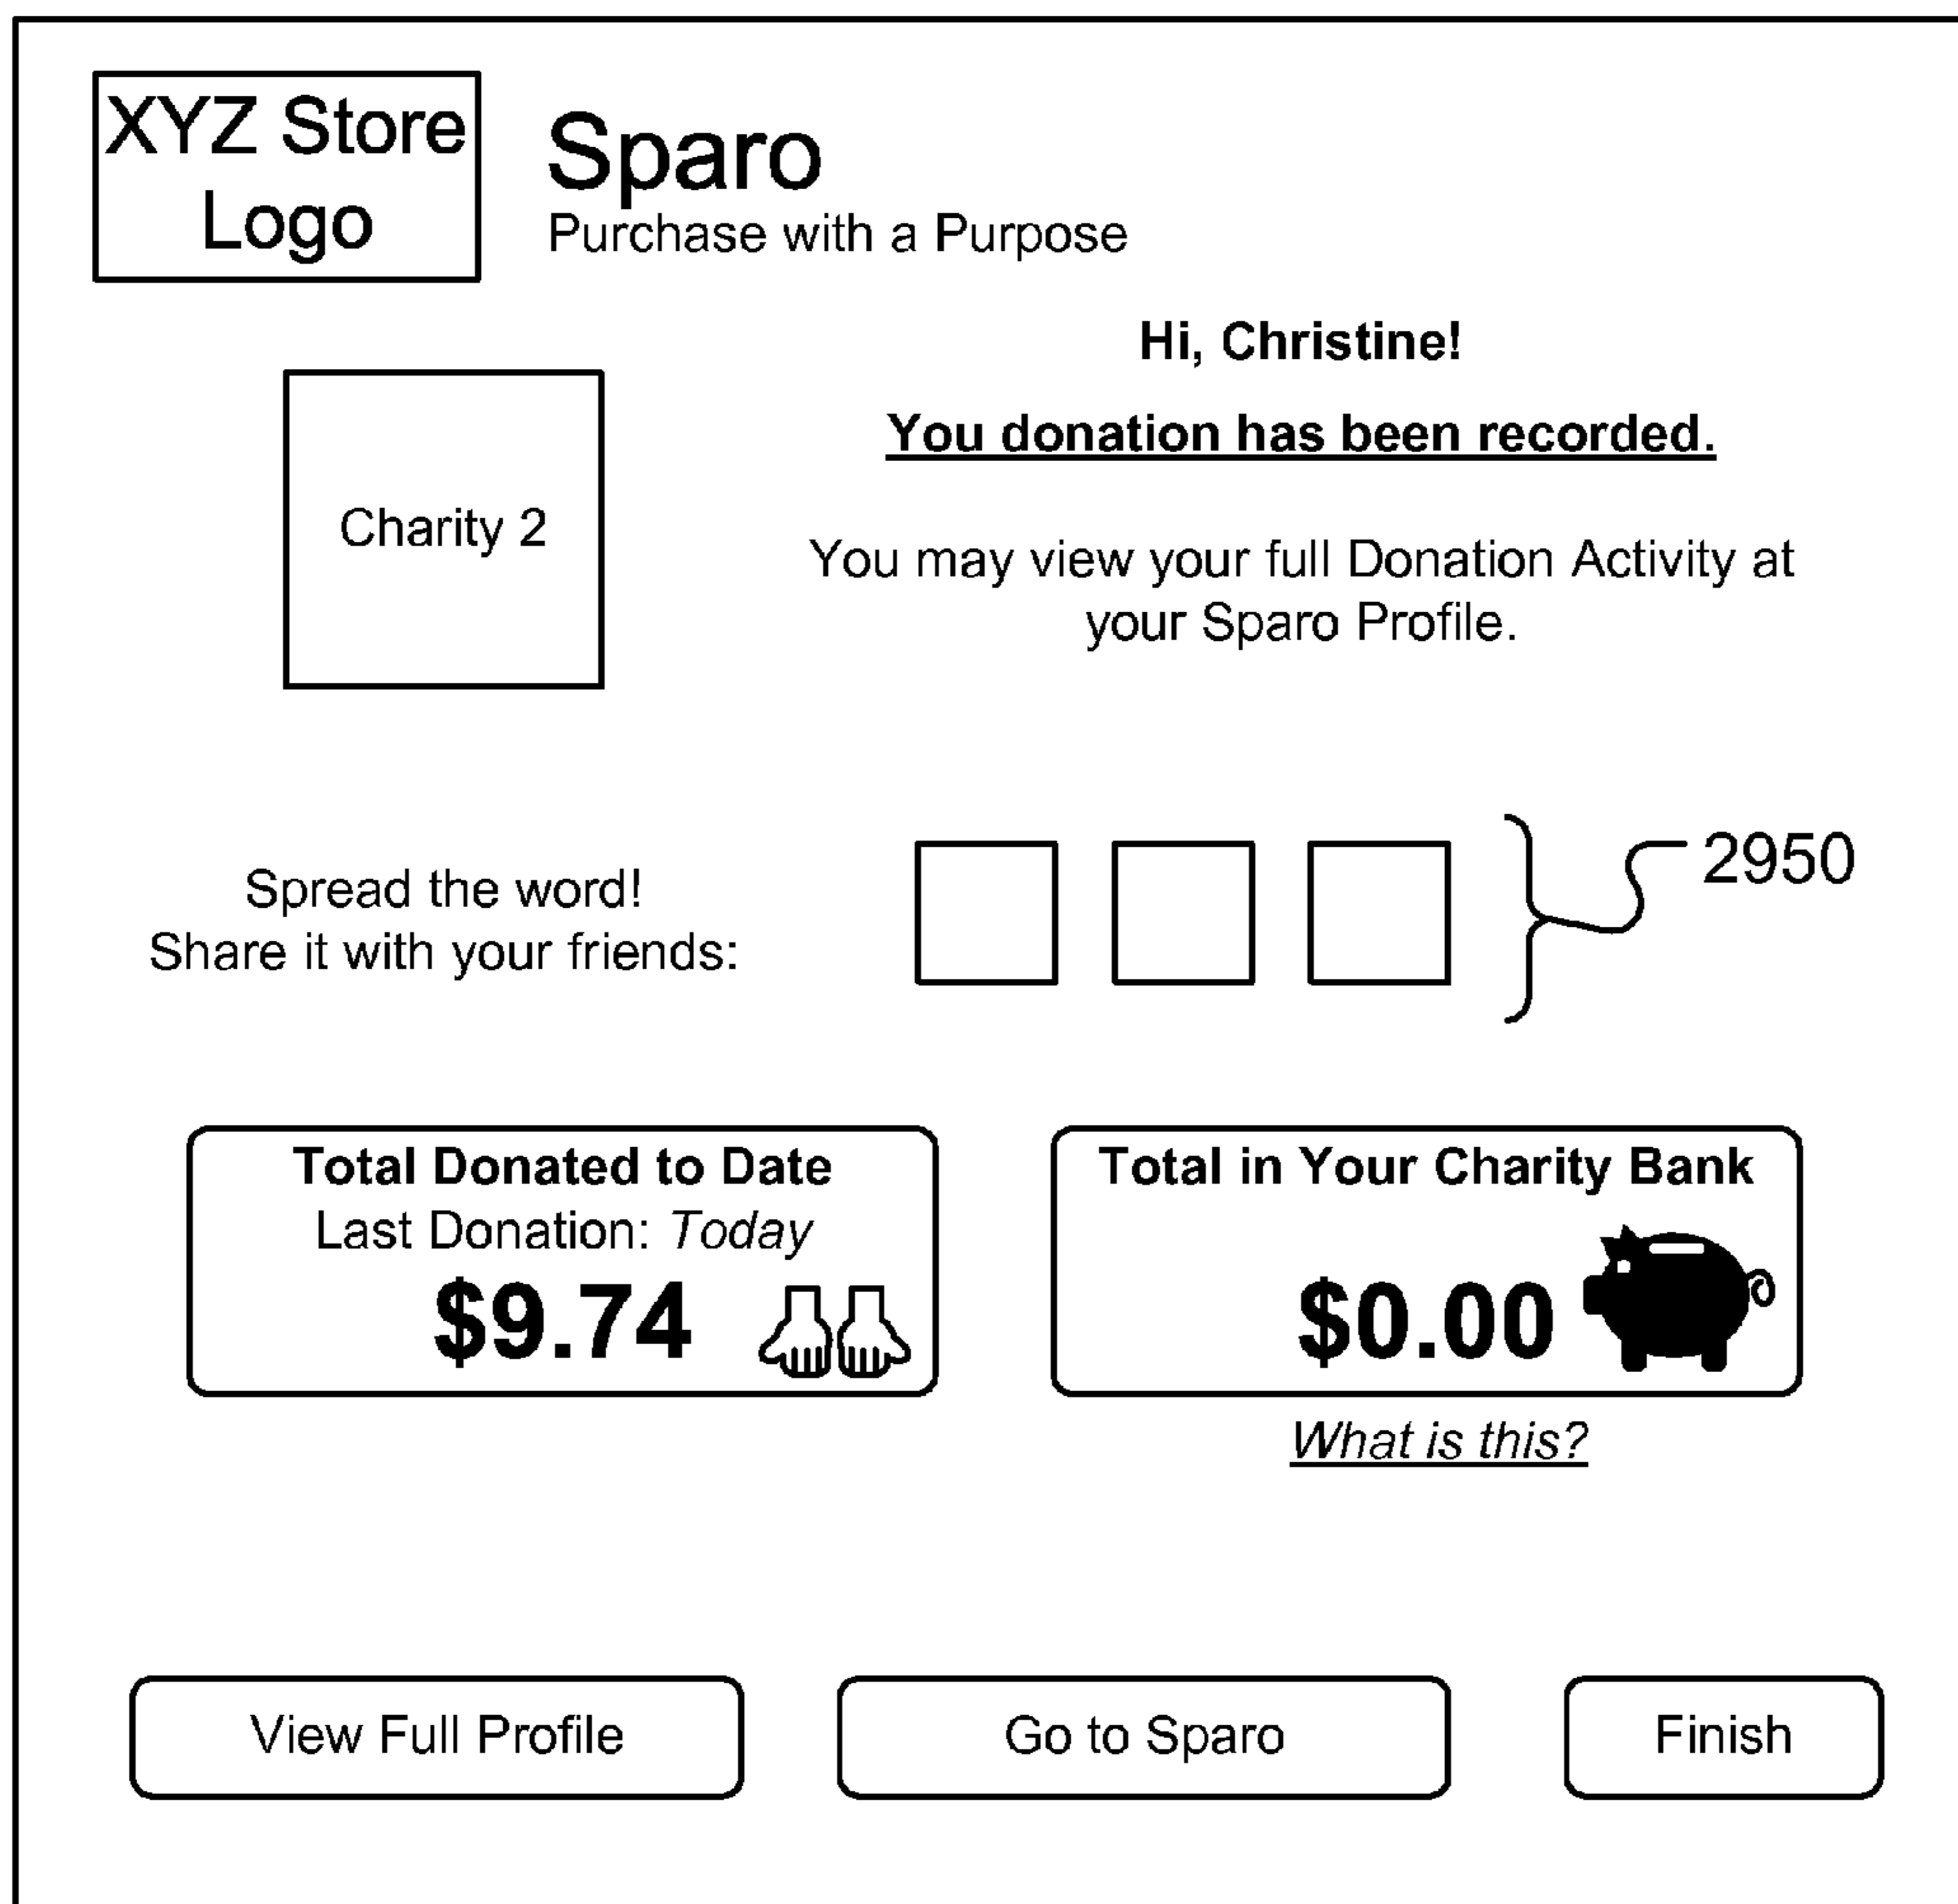 XYZ Store
Logo
Sparo
Purchase with a Purpose
Hi, Christine!
You donation has been recorded.
Charity 2
You may view your full Donation Activity at
your Sparo Profile.
Spread the word!
Share it with your friends:
2950
Total Donated to Date
Last Donation: Today
$9.74
Total in Your Charity Bank
$0.00
What is this?
View Full Profile
Go to Sparo
Finish